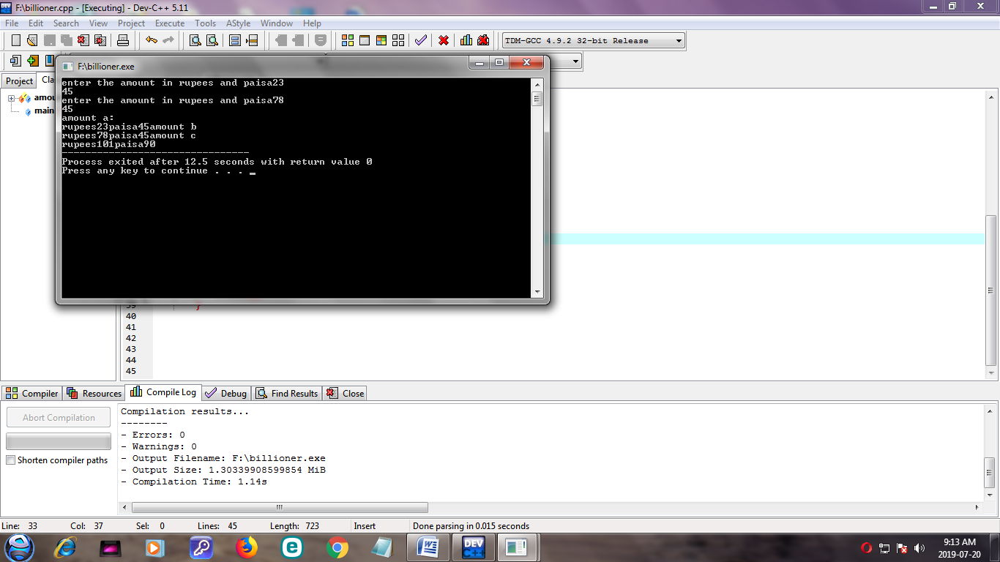 F:\billioner.cpp - [Executing] - Dev-C++ 5.11
File Edit Search View Project Execute Tools AStyle Window Help
TDM-GCC 4.9.2 32-bit Release
F:\billioner.exe
Project
enter the amount in rupees and paisa23
45
enter the amount in rupees and paisa78
45
amount a:
rupees23paisa45amount b
rupees78paisa45amount c
rupees101paisa90
--------------------------------
Process exited after 12.5 seconds with return value 0
Press any key to continue . . . _
main
39 }
40
41
42
43
44
45
Compiler Resources Compile Log Debug Find Results Close
Abort Compilation
Shorten compiler paths
Compilation results...
--------
- Errors: 0
- Warnings: 0
- Output Filename: F:\billioner.exe
- Output Size: 1.30339908599854 MiB
- Compilation Time: 1.14s
Line: 33 Col: 37 Sel: 0 Lines: 45 Length: 723 Insert Done parsing in 0.015 seconds
DEV
9:13 AM
2019-07-20